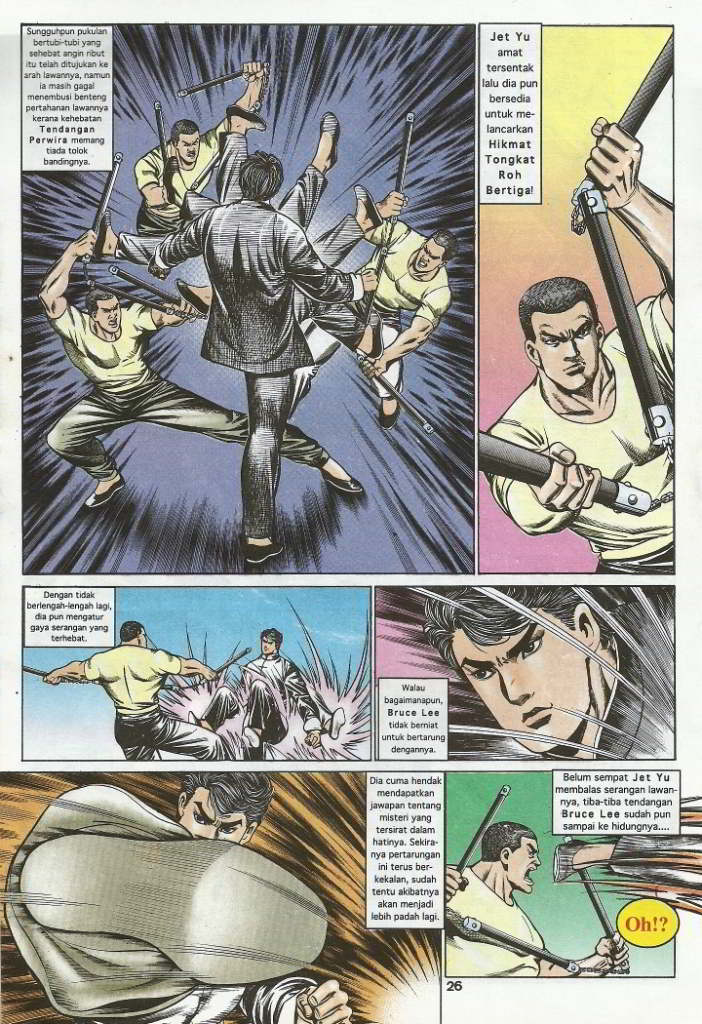 Sungguhpun pukulan
bertubi-tubi yang
sehebat angin ribut
itu telah ditujukan ke
arah lawannya, namun
ia masih gagal
menembusi benteng
pertahanan lawannya
kerana kehebatan
Tendangan
Perwira memang
tiada tolok
bandingnya.
Jet Yu
amat
tersentak
lalu dia pun
bersedia
untuk me-
lancarkan
Hikmat
Tongkat
Roh
Bertiga!
Dengan tidak
berlengah-lengah lagi,
dia pun mengatur
gaya serangan yang
terhebat.
Walau
bagaimanapun,
Bruce Lee
tidak berniat
untuk bertarung
dengannya.
Dia cuma hendak
mendapatkan
jawapan tentang
misteri yang
tersirat dalam
hatinya. Sekira-
nya pertarungan
ini terus ber-
kekalan, sudah
tentu akibatnya
akan menjadi
lebih padah lagi.
Belum sempat Jet Yu
membalas serangan lawan-
nya, tiba-tiba tendangan
Bruce Lee sudah pun
sampai ke hidungnya....
Oh!?
26